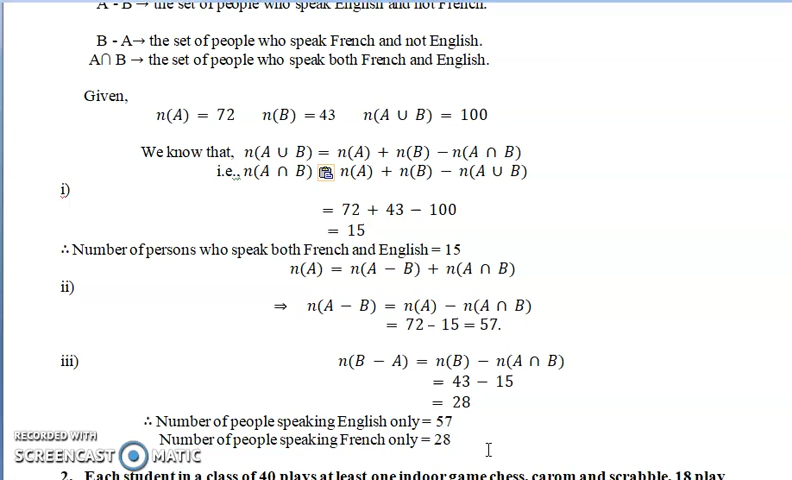 A - B → the set of people who speak English and not French.
B - A→ the set of people who speak French and not English.
A∩ B → the set of people who speak both French and English.
Given,
n(A) = 72 n(B) = 43 n(A ∪ B) = 100
We know that, n(A ∪ B) = n(A) + n(B) − n(A ∩ B)
i.e., n(A ∩ B) n(A) + n(B) − n(A ∪ B)
i)
= 72 + 43 − 100
= 15
∴ Number of persons who speak both French and English = 15
n(A) = n(A − B) + n(A ∩ B)
ii)
⇒ n(A − B) = n(A) − n(A ∩ B)
= 72 – 15 = 57.
iii) n(B − A) = n(B) − n(A ∩ B)
= 43 − 15
= 28
∴ Number of people speaking English only = 57
Number of people speaking French only = 28
RECORDED WITH
SCREENCAST MATIC
2. Each student in a class of 40 plays at least one indoor game chess, carom and scrabble. 18 play